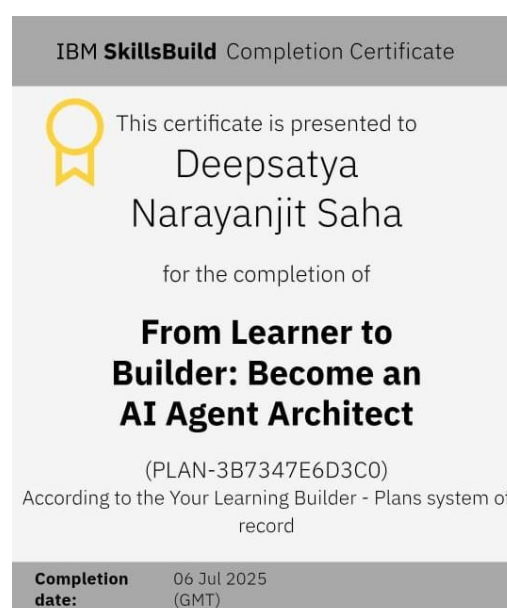 IBM SkillsBuild Completion Certificate
This certificate is presented to
Deepsatya
Narayanjit Saha
for the completion of
From Learner to
Builder: Become an
AI Agent Architect
(PLAN-3B7347E6D3C0)
According to the Your Learning Builder - Plans system of
record
Completion 06 Jul 2025
date: (GMT)